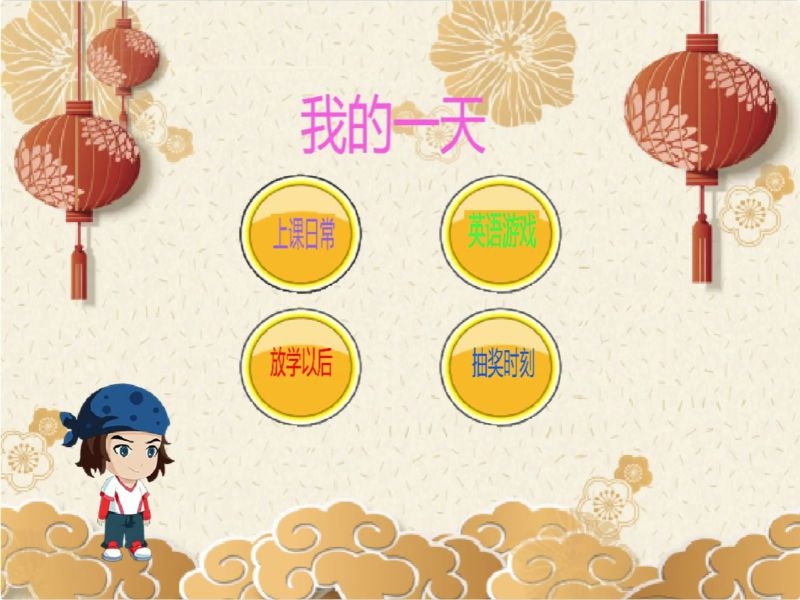 我的一天
上课日常
英语游戏
放学以后
抽奖时刻